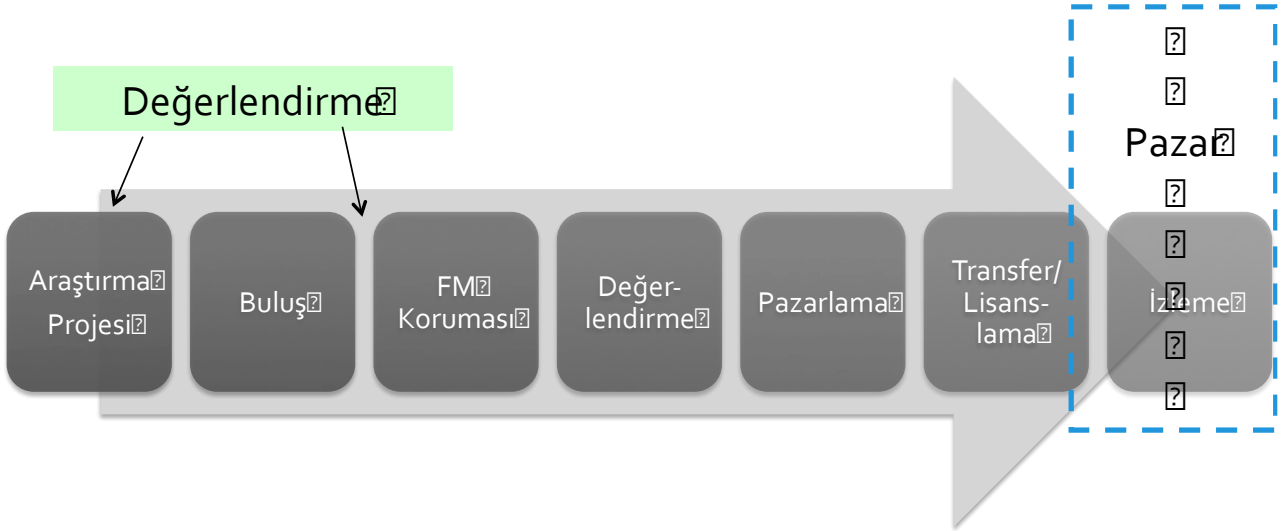 Değerlendirme
Pazar
Araştırma
Projesi
Buluş
FM
Koruması
Değer-
lendirme
Pazarlama
Transfer/
Lisans-
lama
İzleme